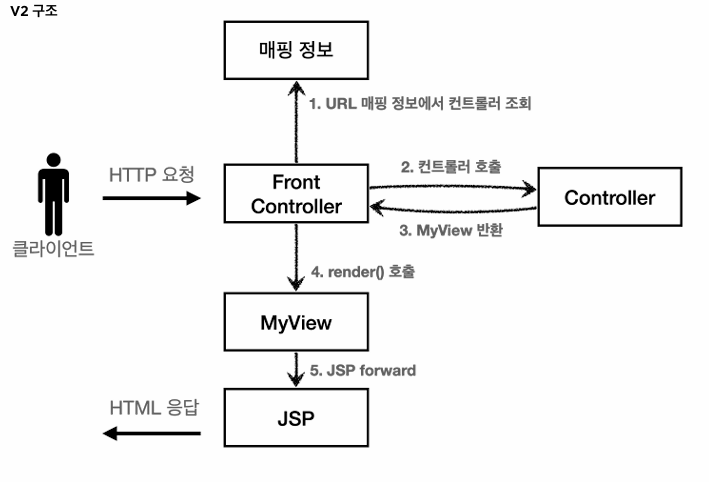 V2 구조
매핑 정보
1. URL 매핑 정보에서 컨트롤러 조회
HTTP 요청
Front
Controller
2. 컨트롤러 호출
Controller
3. MyView 반환
클라이언트
4. render() 호출
MyView
5. JSP forward
HTML 응답
JSP